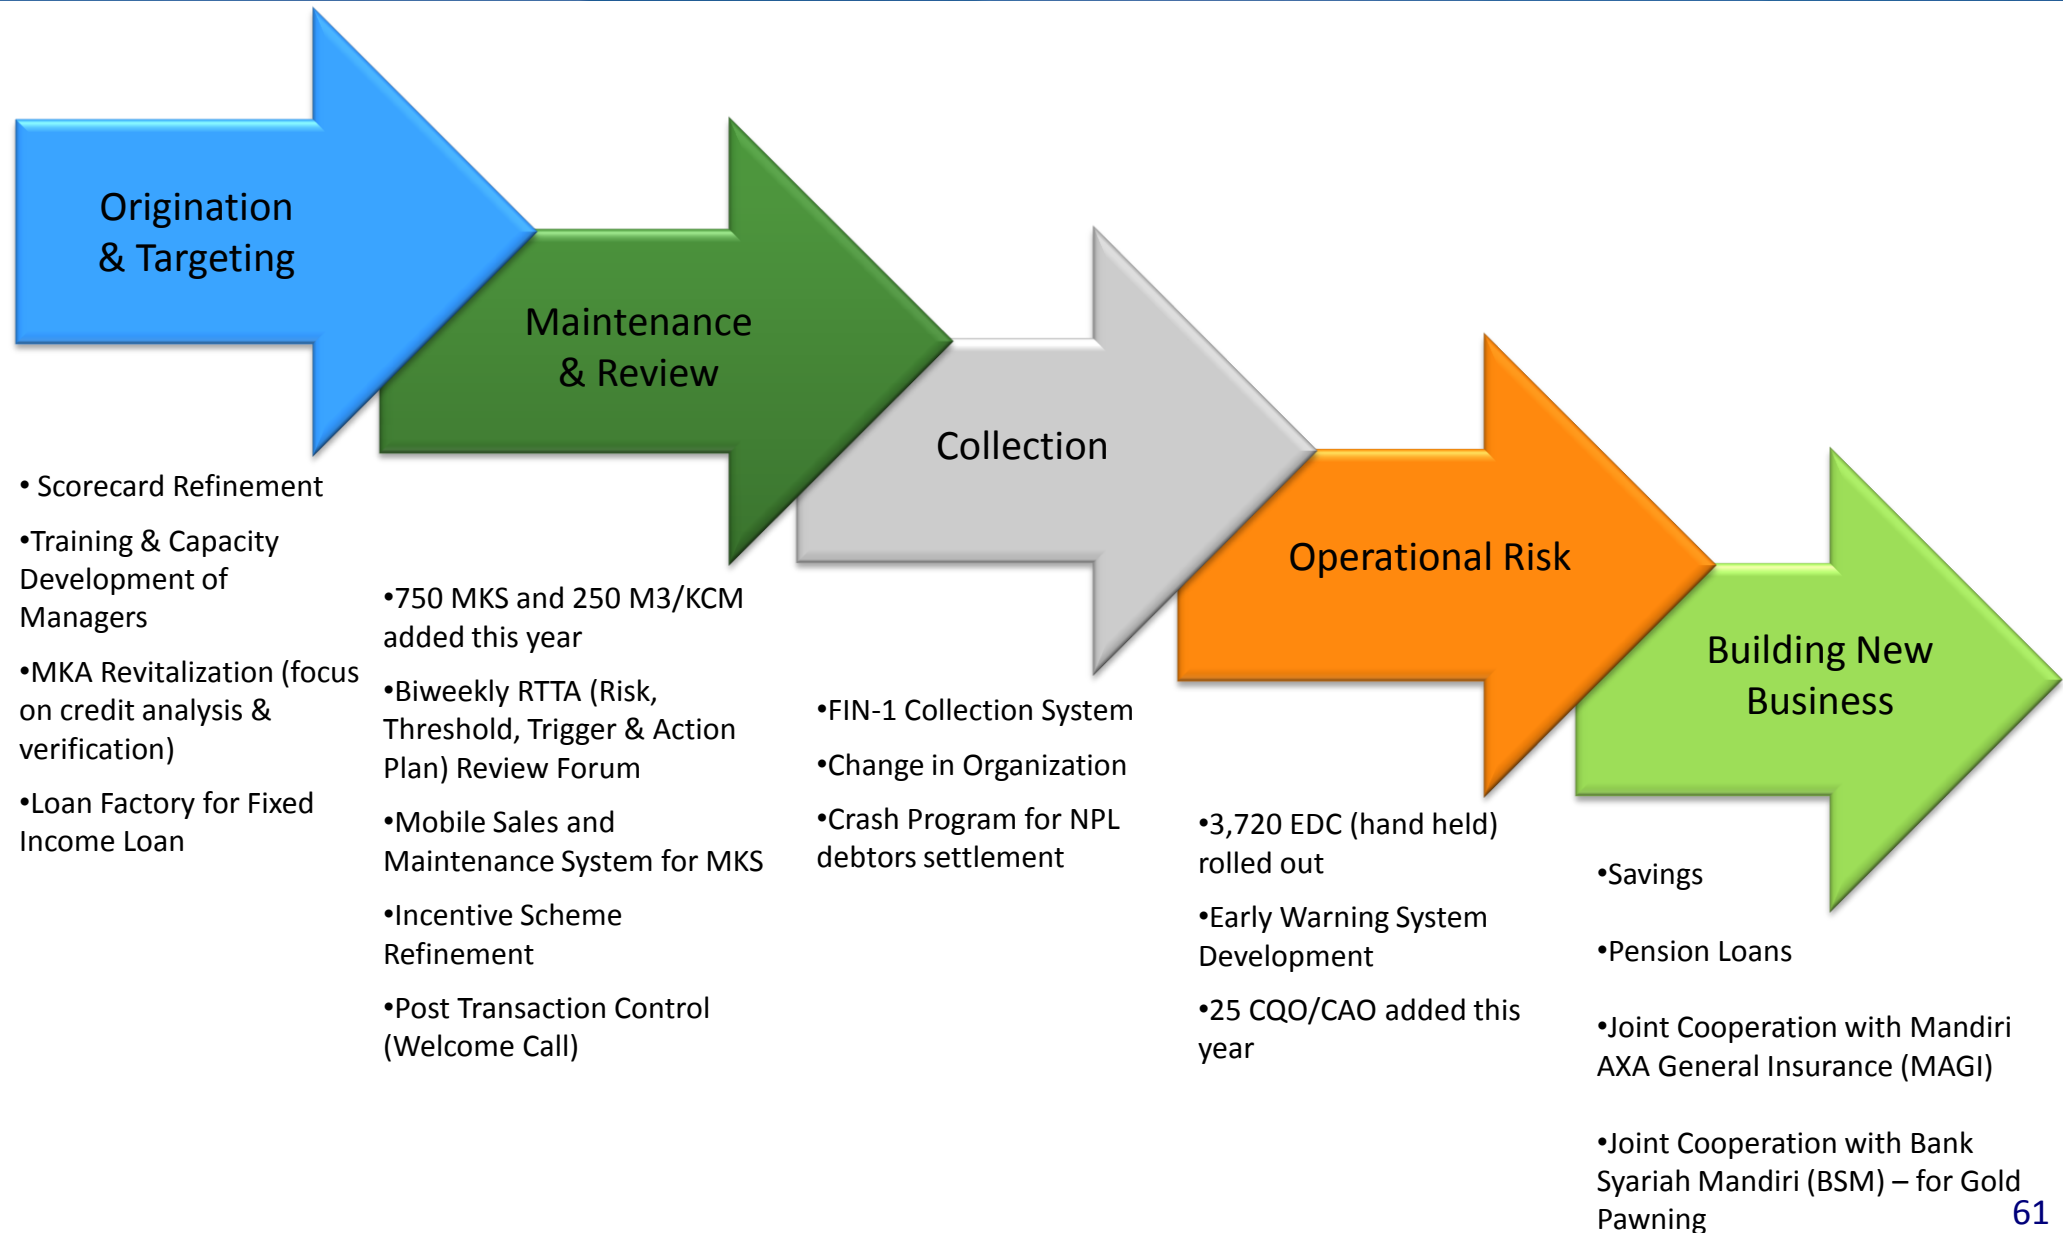 Origination
& Targeting
• Scorecard Refinement
•Training & Capacity
Development of
Managers
•MKA Revitalization (focus
on credit analysis &
verification)
•Loan Factory for Fixed
Income Loan
Maintenance
& Review
•750 MKS and 250 M3/KCM
added this year
•Biweekly RTTA (Risk,
Threshold, Trigger & Action
Plan) Review Forum
•Mobile Sales and
Maintenance System for MKS
•Incentive Scheme
Refinement
•Post Transaction Control
(Welcome Call)
Collection
•FIN-1 Collection System
•Change in Organization
•Crash Program for NPL
debtors settlement
Operational Risk
•3,720 EDC (hand held)
rolled out
•Early Warning System
Development
•25 CQO/CAO added this
year
Building New
Business
•Savings
•Pension Loans
•Joint Cooperation with Mandiri
AXA General Insurance (MAGI)
•Joint Cooperation with Bank
Syariah Mandiri (BSM) – for Gold
Pawning
61